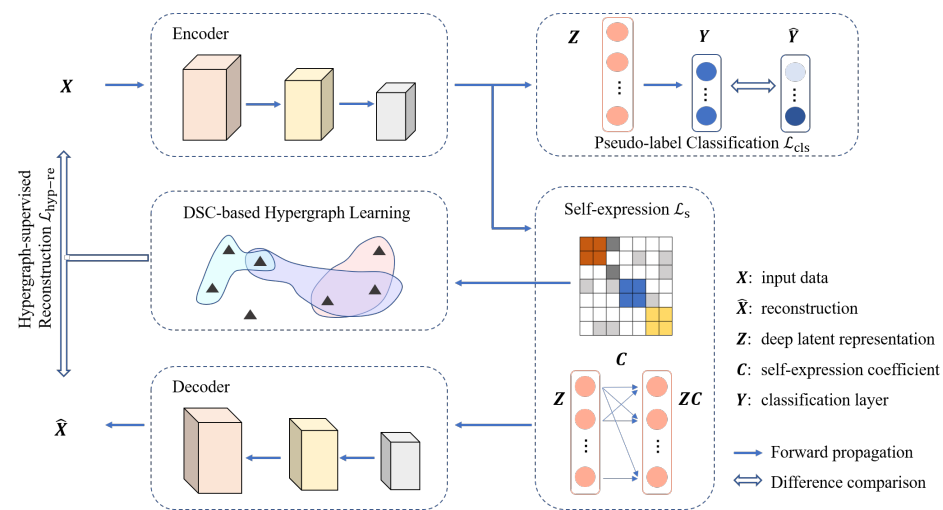 Encoder
X
Z
Y
Ŷ
Pseudo-label Classification ℒcls
Hypergraph-supervised
Reconstruction ℒhyp−re
DSC-based Hypergraph Learning
Self-expression ℒs
C
Z
ZC
Decoder
X̂
X: input data
X̂: reconstruction
Z: deep latent representation
C: self-expression coefficient
Y: classification layer
Forward propagation
Difference comparison